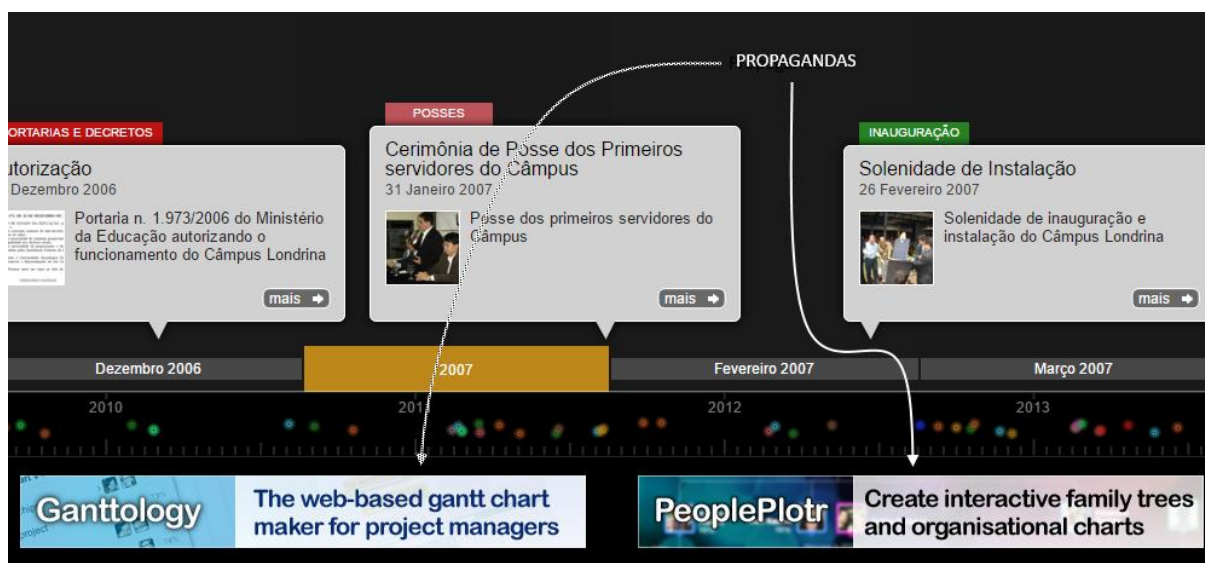 PROPAGANDAS
ORTARIAS E DECRETOS
utorização
Dezembro 2006
Portaria n. 1.973/2006 do Ministério
da Educação autorizando o
funcionamento do Câmpus Londrina
mais
POSSES
Cerimônia de Posse dos Primeiros
servidores do Câmpus
31 Janeiro 2007
Posse dos primeiros servidores do
Câmpus
mais
INAUGURAÇÃO
Solenidade de Instalação
26 Fevereiro 2007
Solenidade de inauguração e
instalação do Câmpus Londrina
mais
Dezembro 2006
2007
Fevereiro 2007
Março 2007
2010
2011
2012
2013
Ganttology
The web-based gantt chart
maker for project managers
PeoplePlotr
Create interactive family trees
and organisational charts